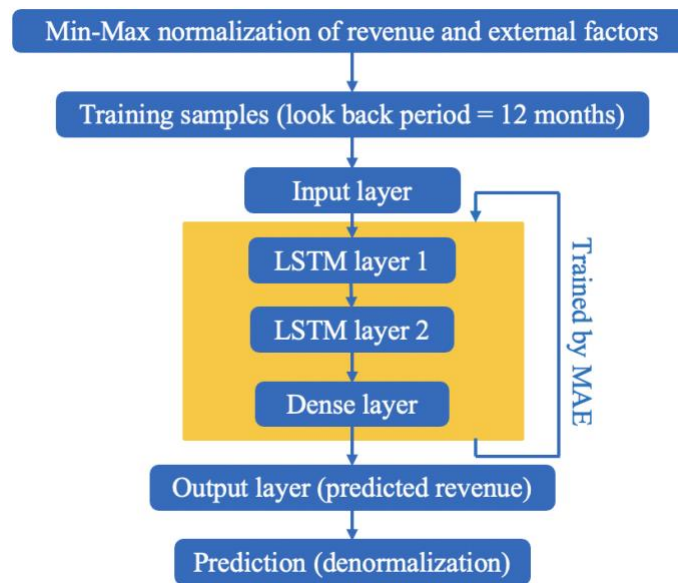 Min-Max normalization of revenue and external factors
Training samples (look back period = 12 months)
Input layer
LSTM layer 1
LSTM layer 2
Dense layer
Trained by MAE
Output layer (predicted revenue)
Prediction (denormalization)